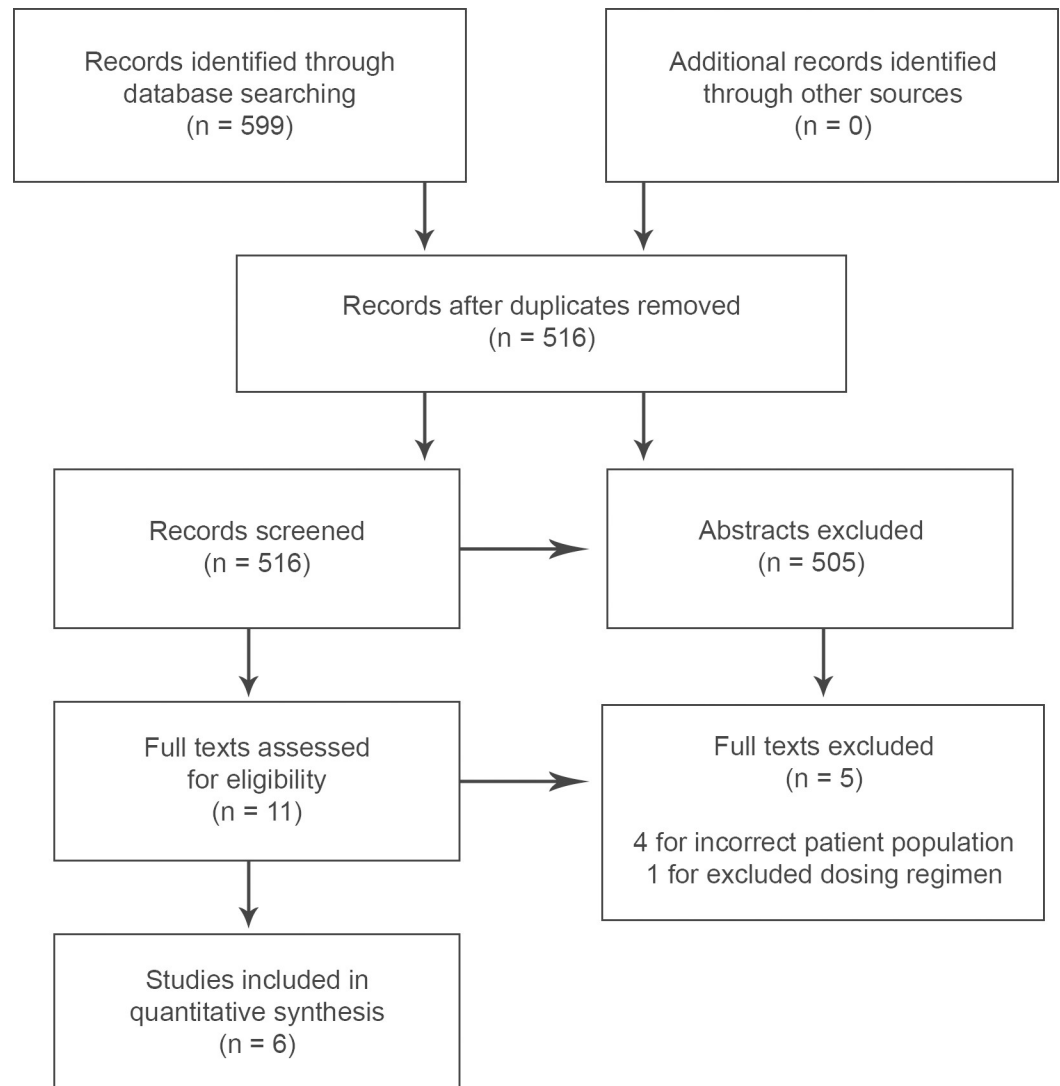 Records identified through
database searching
(n = 599)
Additional records identified
through other sources
(n = 0)
Records after duplicates removed
(n = 516)
Records screened
(n = 516)
Abstracts excluded
(n = 505)
Full texts assessed
for eligibility
(n = 11)
Full texts excluded
(n = 5)
4 for incorrect patient population
1 for excluded dosing regimen
Studies included in
quantitative synthesis
(n = 6)